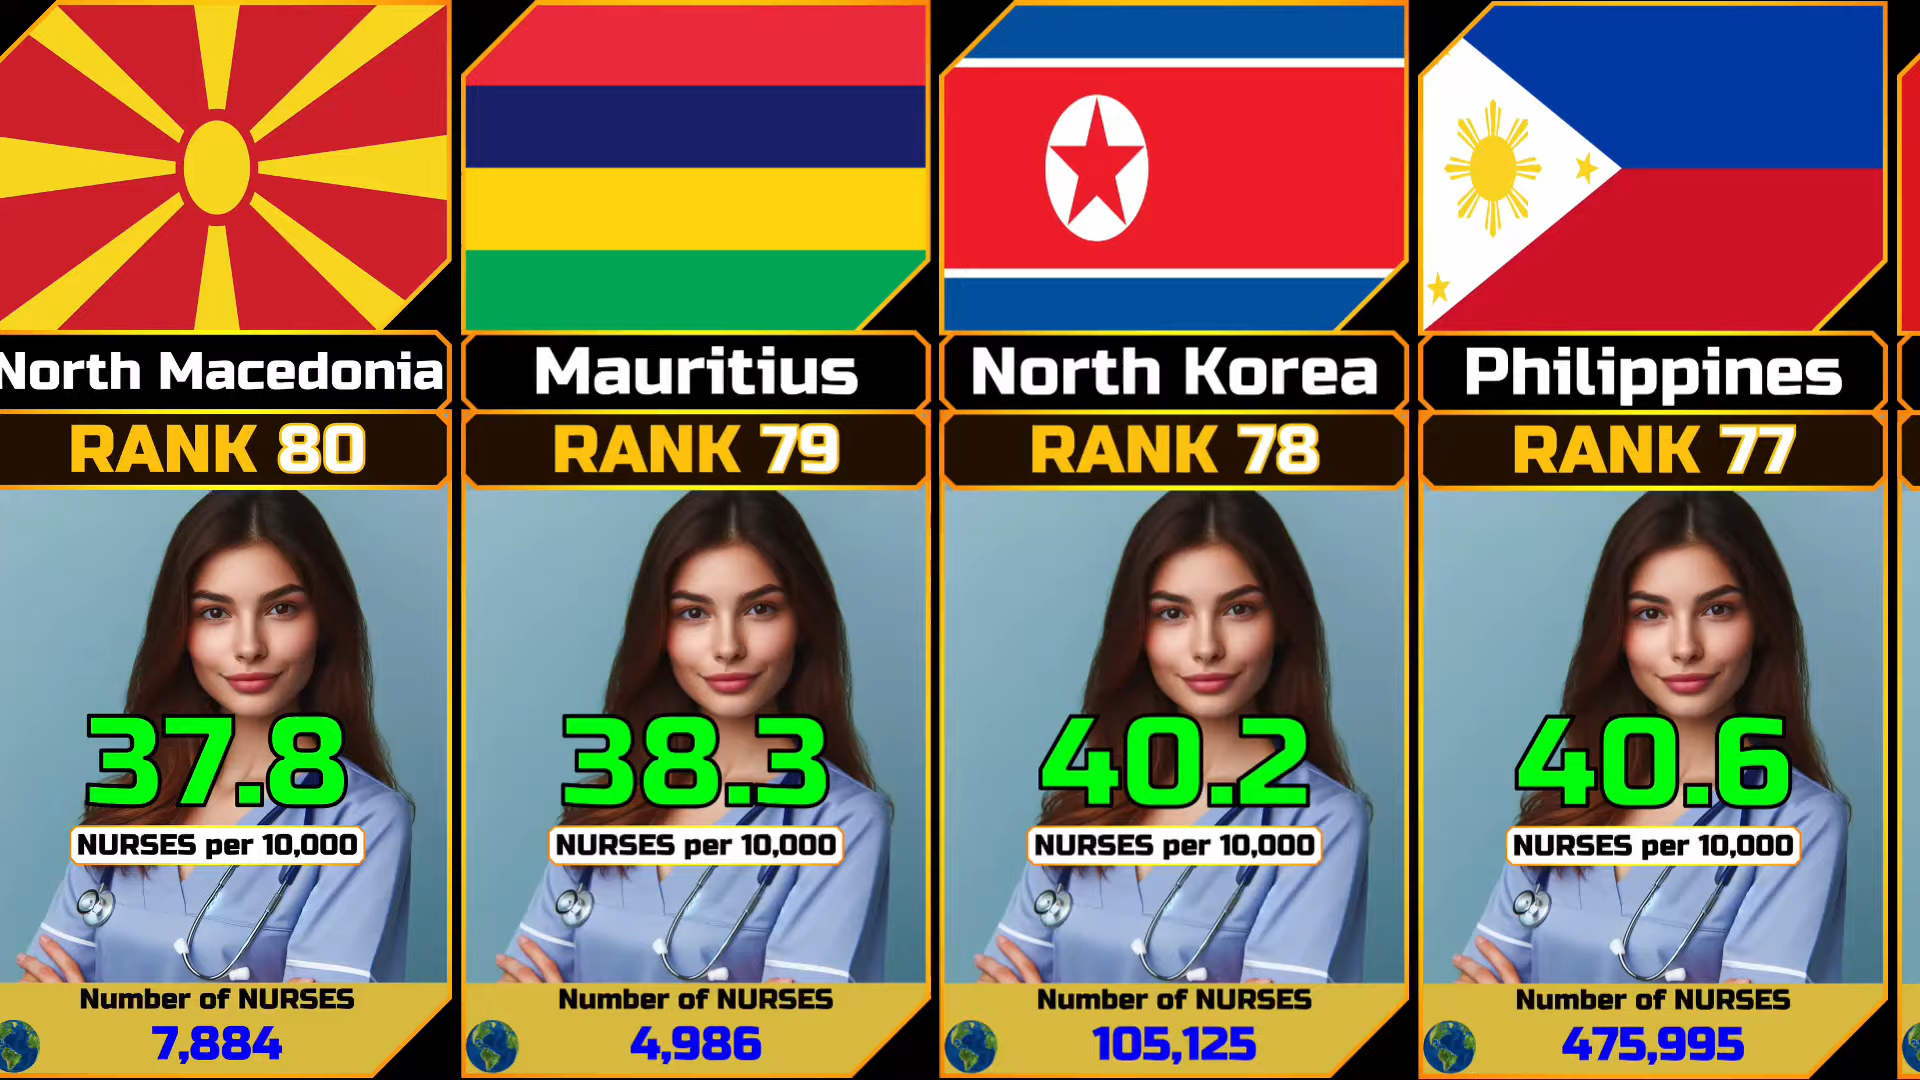 North Macedonia
RANK 80
37.8
NURSES per 10,000
Number of NURSES
7,884
Mauritius
RANK 79
38.3
NURSES per 10,000
Number of NURSES
4,986
North Korea
RANK 78
40.2
NURSES per 10,000
Number of NURSES
105,125
Philippines
RANK 77
40.6
NURSES per 10,000
Number of NURSES
475,995